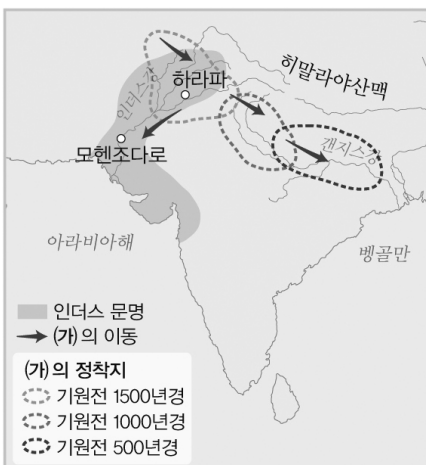 히말라야산맥
하라파
인더스강
모헨조다로
갠지스강
아라비아해
벵골만
인더스 문명
(가)의 이동
(가)의 정착지
기원전 1500년경
기원전 1000년경
기원전 500년경